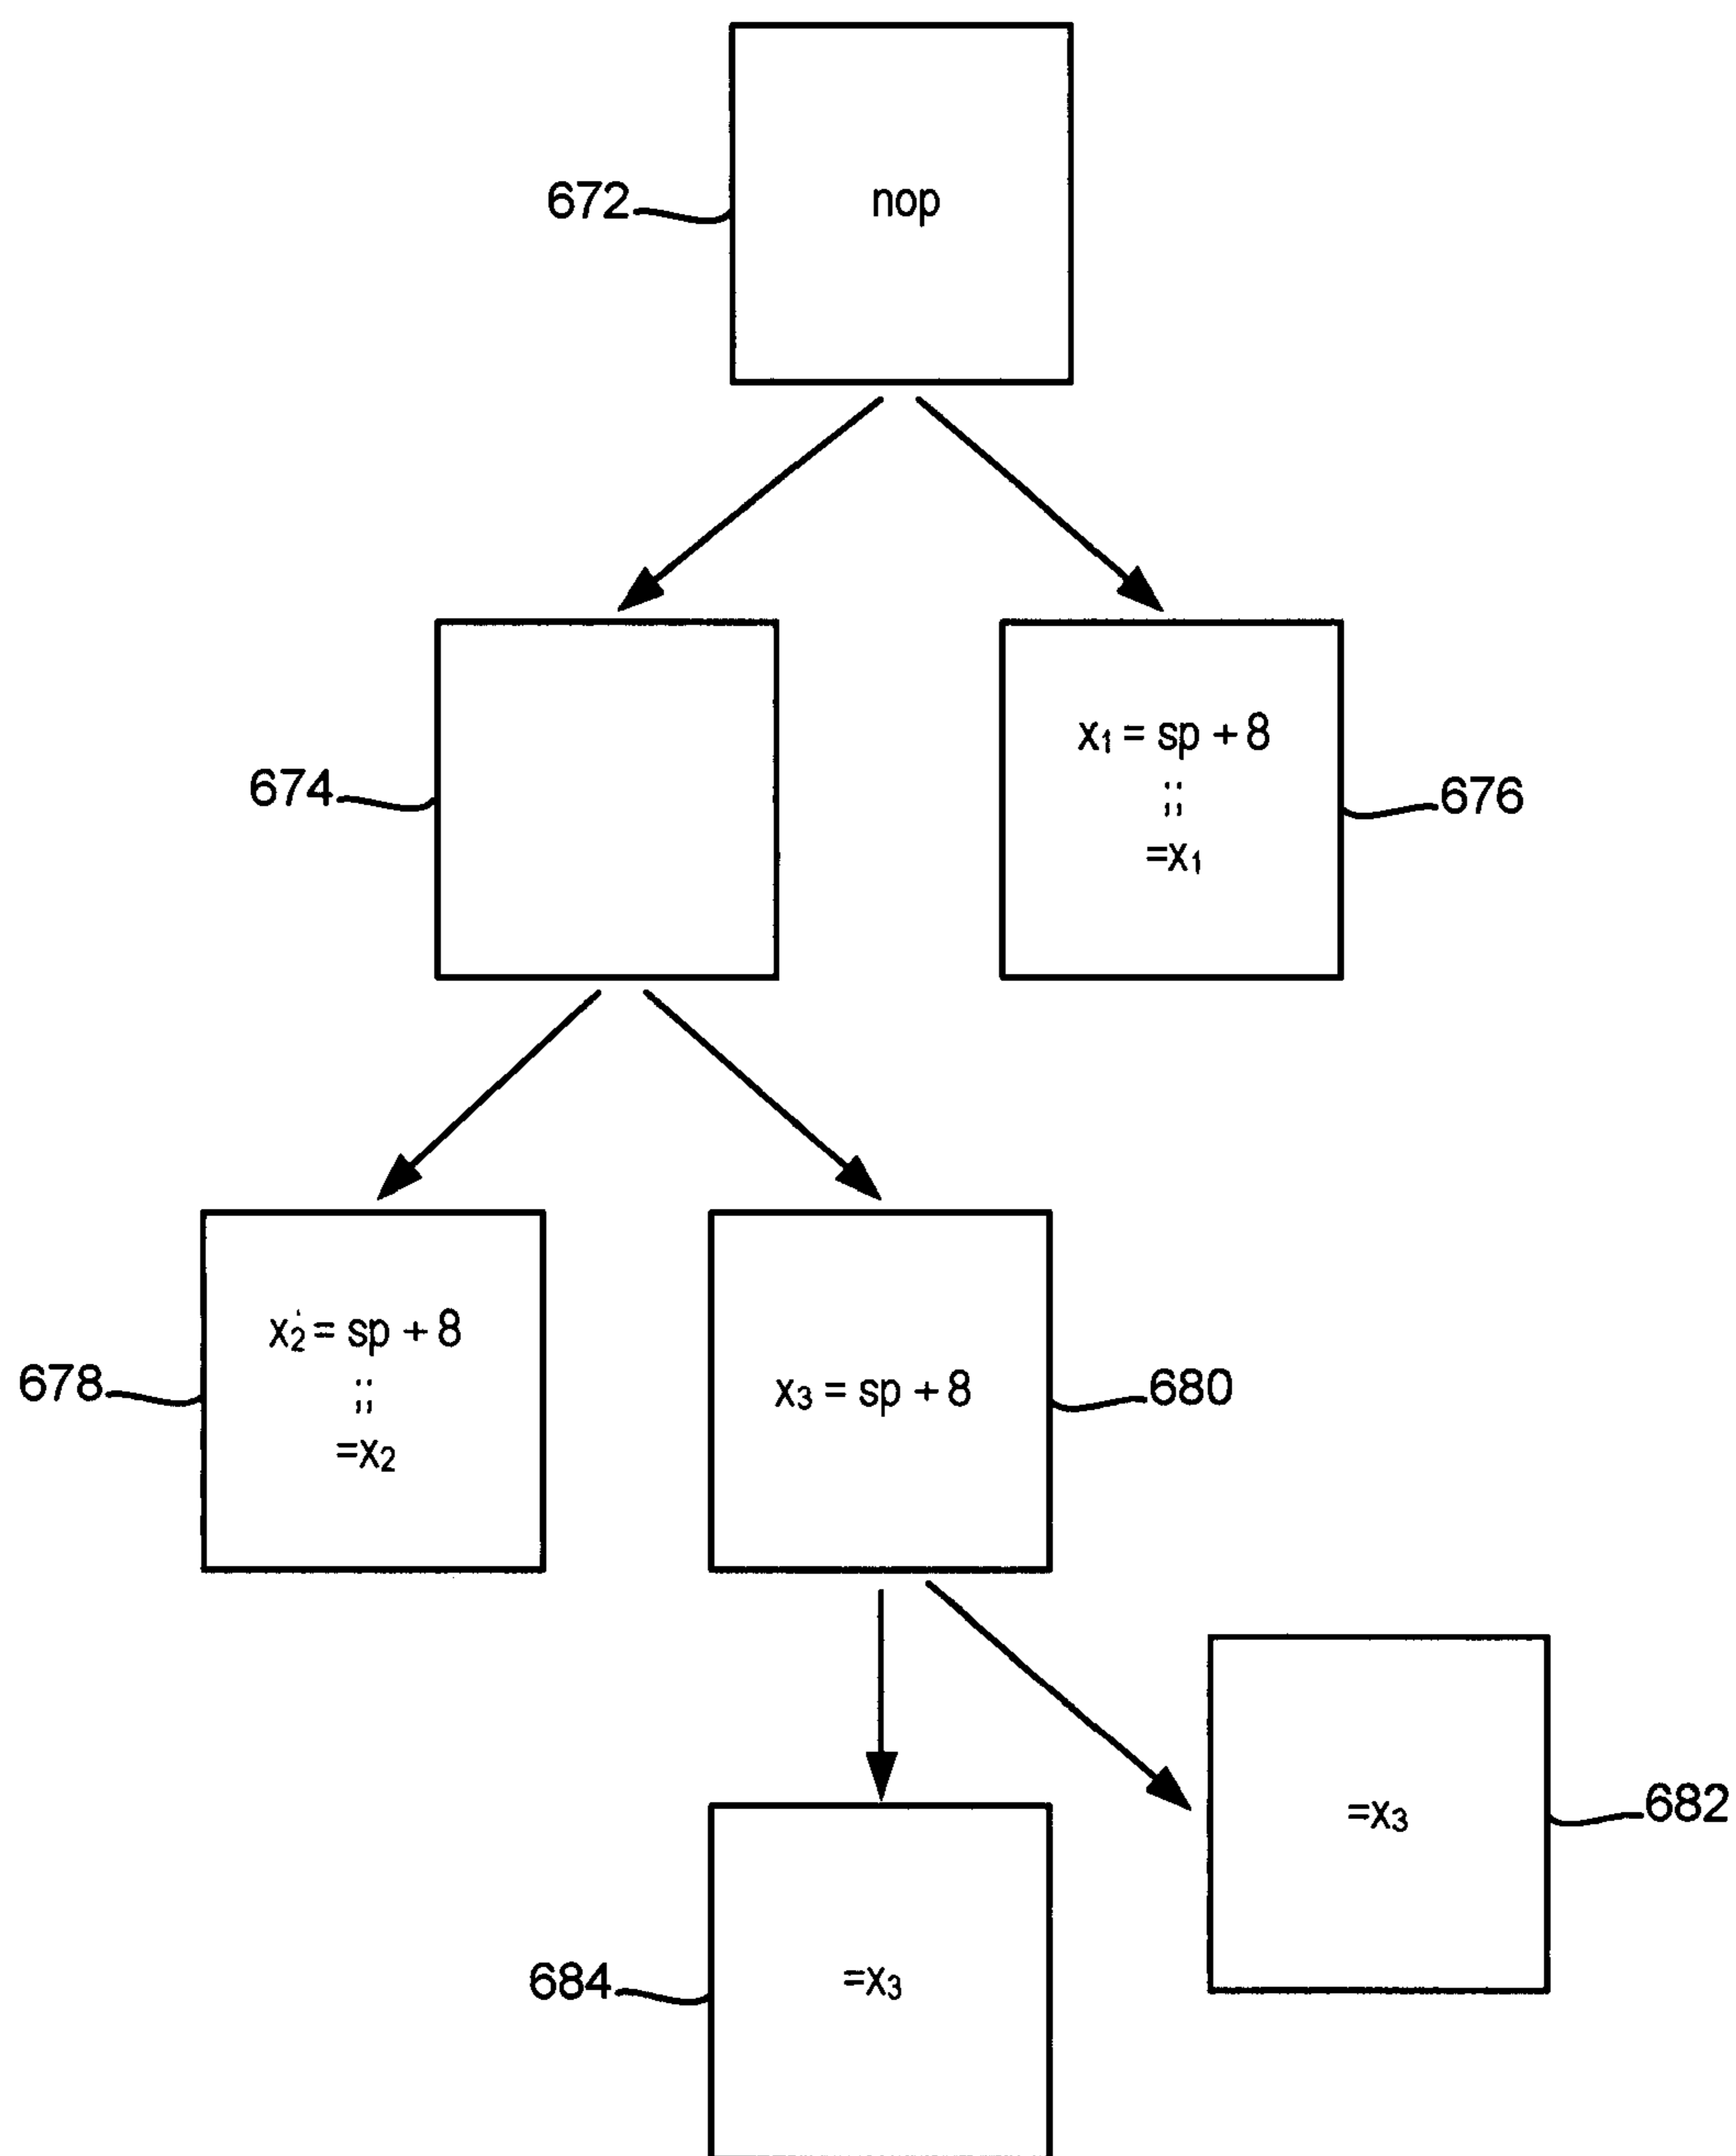 672
nop
674
x₁ = sp + 8
;;
=x₁
676
678
x₂ = sp + 8
;;
=x₂
x₃ = sp + 8
680
=x₃
682
684
=x₃